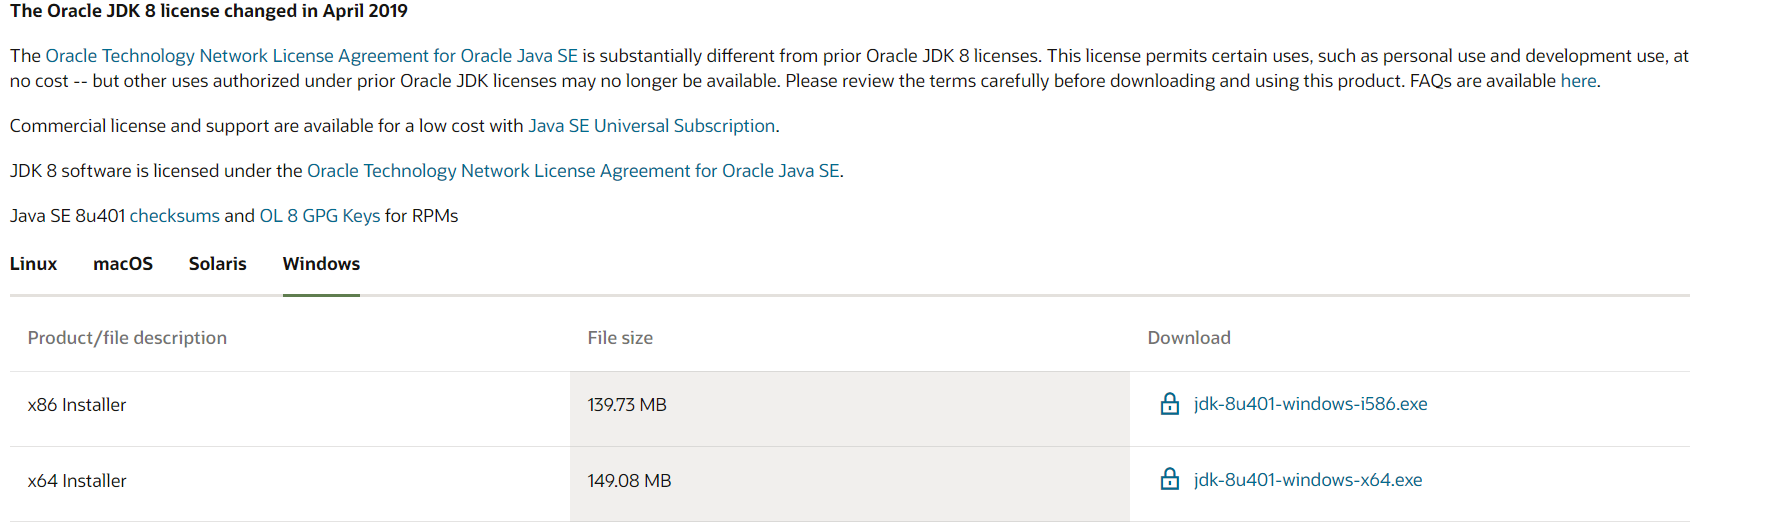 The Oracle JDK 8 license changed in April 2019
The Oracle Technology Network License Agreement for Oracle Java SE is substantially different from prior Oracle JDK 8 licenses. This license permits certain uses, such as personal use and development use, at
no cost -- but other uses authorized under prior Oracle JDK licenses may no longer be available. Please review the terms carefully before downloading and using this product. FAQs are available here.
Commercial license and support are available for a low cost with Java SE Universal Subscription.
JDK 8 software is licensed under the Oracle Technology Network License Agreement for Oracle Java SE.
Java SE 8u401 checksums and OL 8 GPG Keys for RPMs
Linux macOS Solaris Windows
Product/file description File size Download
x86 Installer 139.73 MB jdk-8u401-windows-i586.exe
x64 Installer 149.08 MB jdk-8u401-windows-x64.exe